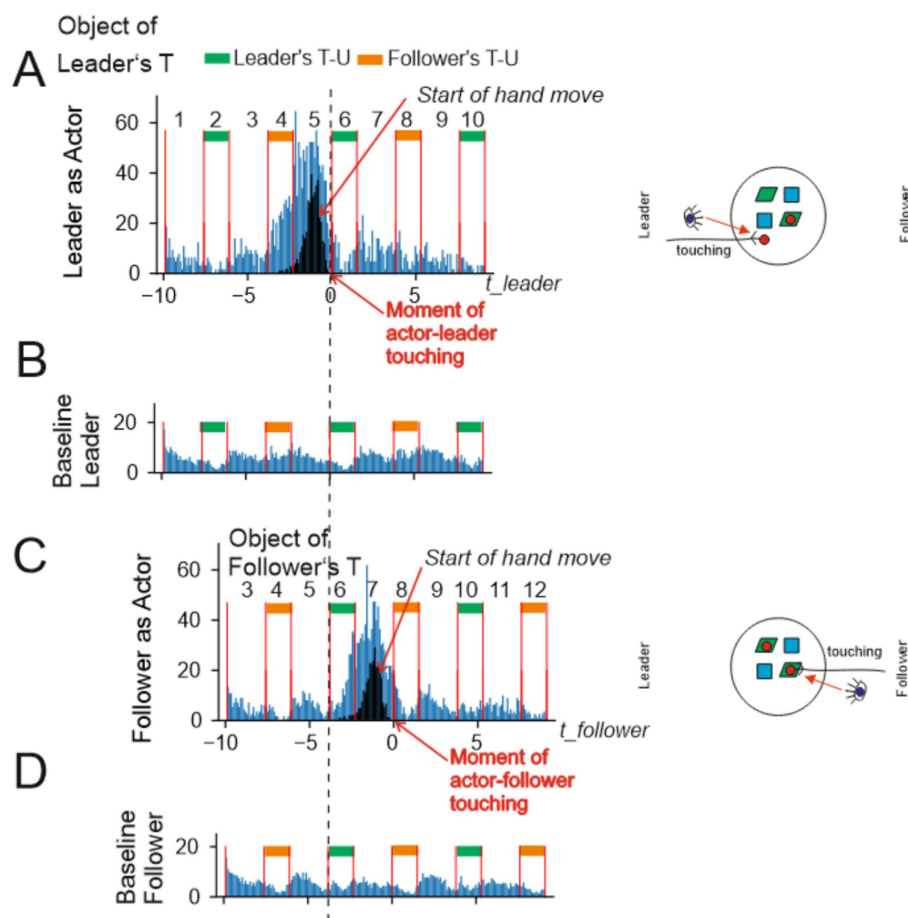 Object of
Leader‘s T
Leader's T-U
Follower's T-U
A
Start of hand move
Leader as Actor
60
40
20
0
1 2 3 4 5 6 7 8 9 10
−10 −5 0 5
t_leader
Moment of
actor-leader
touching
Leader
touching
Follower
B
Baseline
Leader
20
0
C
Object of
Follower‘s T
Start of hand move
Follower as Actor
60
40
20
0
3 4 5 6 7 8 9 10 11 12
−10 −5 0 5
t_follower
Moment of
actor-follower
touching
Leader
touching
Follower
D
Baseline
Follower
20
0